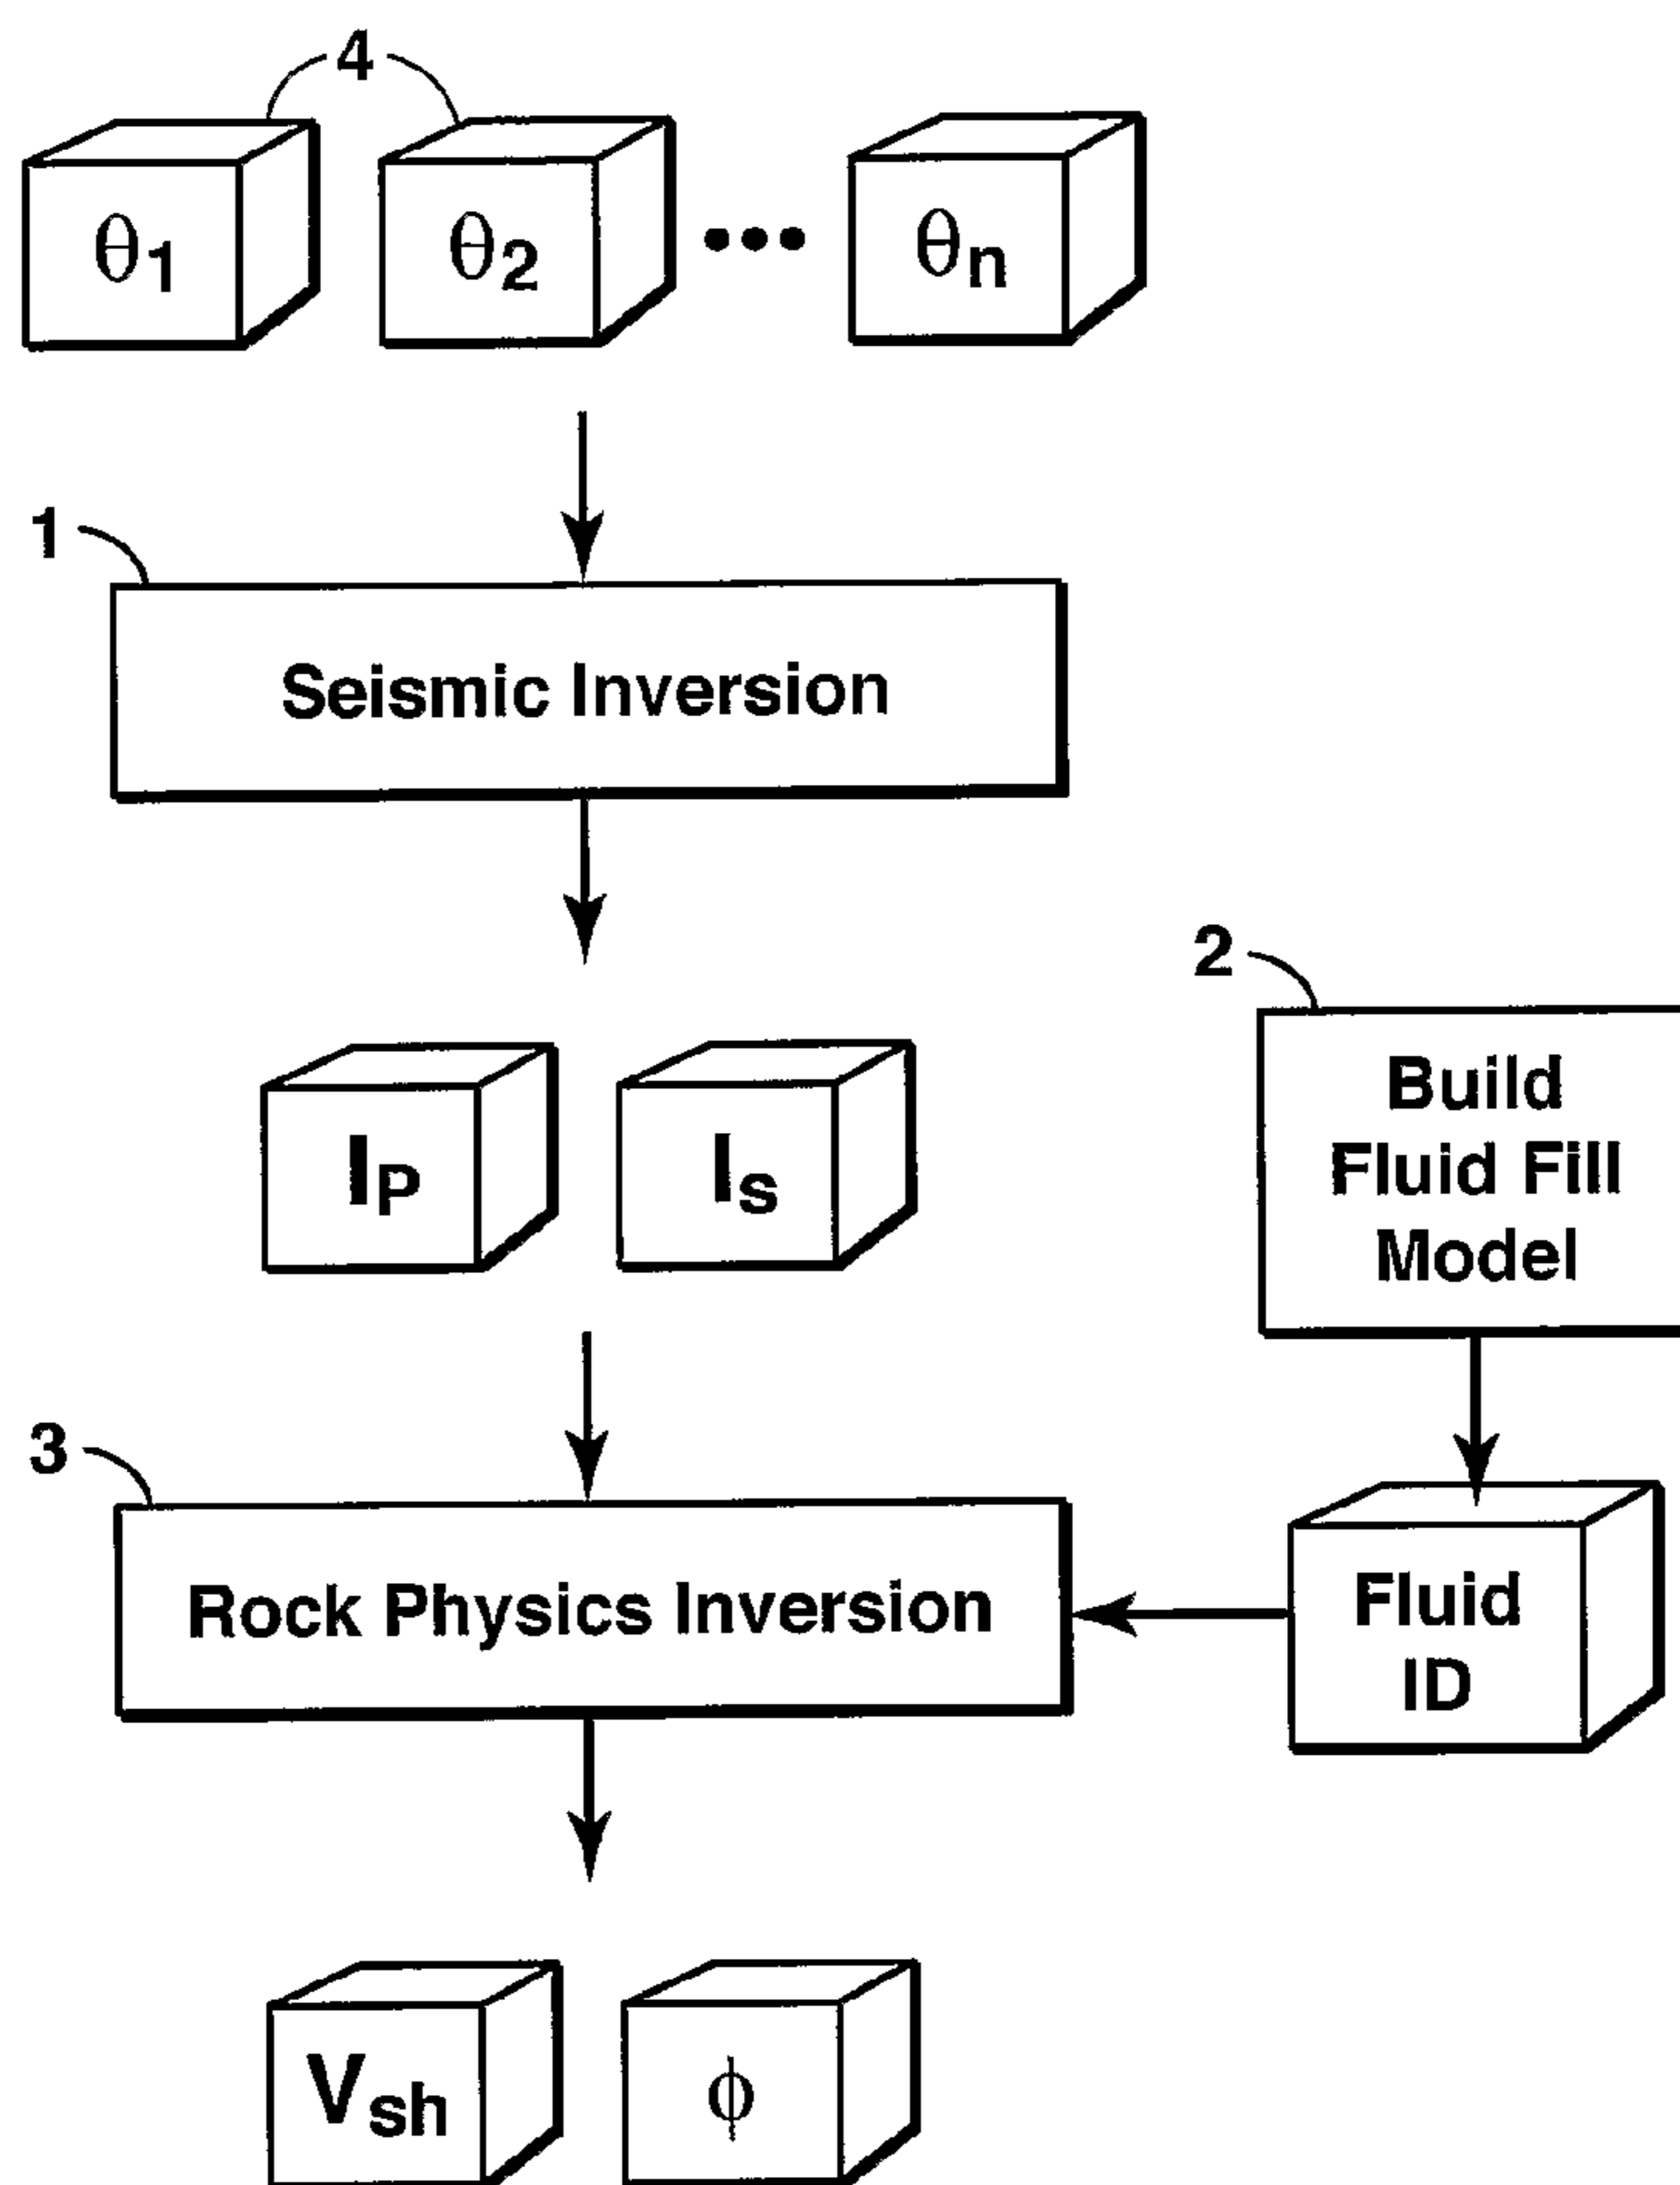 4
θ1 θ2 ••• θn
1
Seismic Inversion
2
Build
Fluid Fill
Model
IP Is
3
Rock Physics Inversion
Fluid
ID
Vsh ϕ